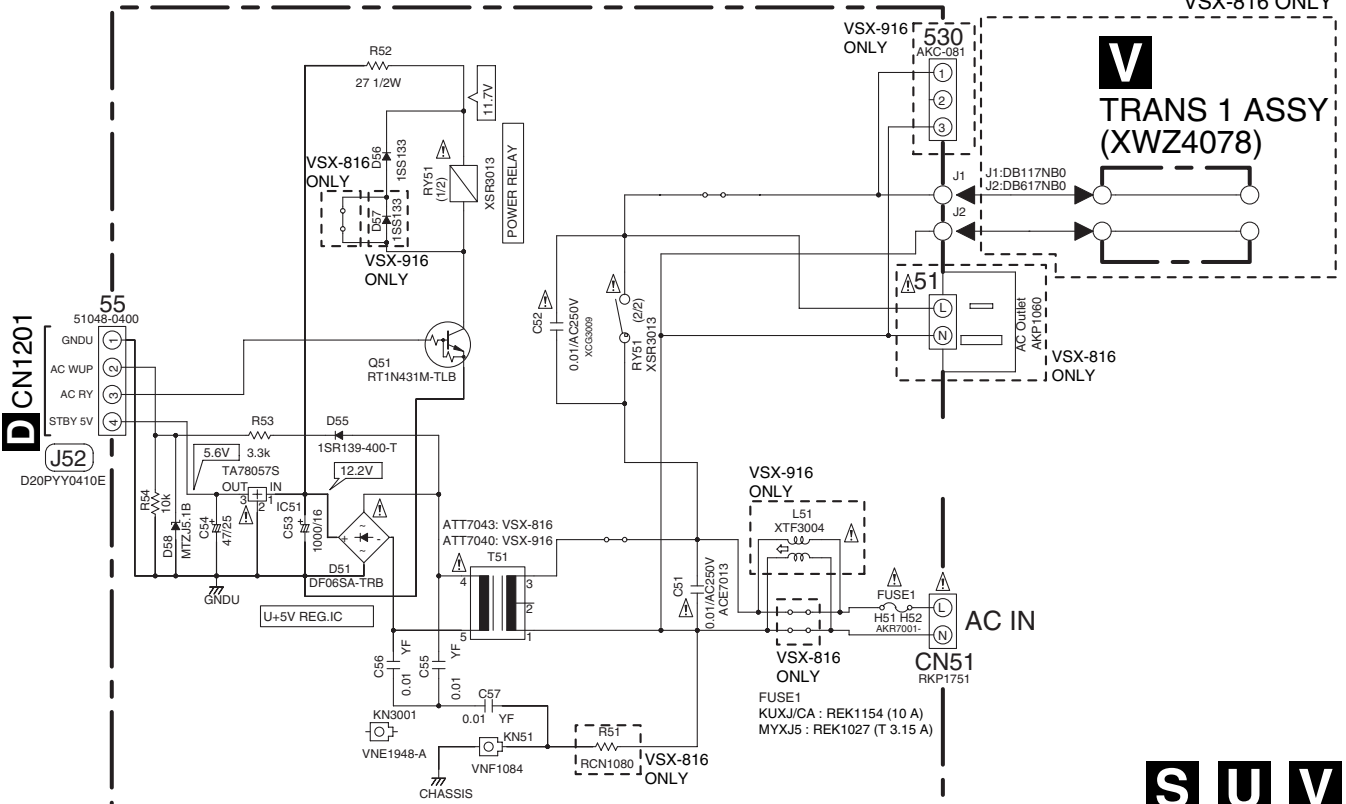 VSX-816 ONLY
VSX-916
ONLY
530
AKC-081
1
2
3
V
TRANS 1 ASSY
(XWZ4078)
R52
27 1/2W
11.7V
D56
1SS133
RY51
(1/2)
XSR3013
POWER RELAY
VSX-816
ONLY
D57
1SS133
VSX-916
ONLY
J1
J1:DB117NB0
J2:DB617NB0
J2
51
L
N
AC Outlet
AKP1060
VSX-816
ONLY
C52
0.01/AC250V
XCG3009
RY51
(2/2)
XSR3013
D CN1201
55
51048-0400
GNDU
1
AC WUP
2
AC RY
3
STBY 5V
4
J52
D20PYY0410E
Q51
RT1N431M-TLB
R53
3.3k
D55
1SR139-400-T
5.6V
12.2V
TA78057S
OUT
IN
3
2
1
IC51
R54
10k
D58
MTZJ5.1B
C54
47/25
C53
1000/16
+
-
~
~
D51
DF06SA-TRB
GNDU
U+5V REG.IC
ATT7043: VSX-816
ATT7040: VSX-916
T51
4
3
2
5
1
C51
0.01/AC250V
ACE7013
VSX-916
ONLY
L51
XTF3004
FUSE1
H51 H52
AKR7001-
L
N
AC IN
CN51
RKP1751
VSX-816
ONLY
FUSE1
KUXJ/CA : REK1154 (10 A)
MYXJ5 : REK1027 (T 3.15 A)
C56
0.01
YF
C55
0.01
YF
C57
0.01
YF
KN3001
VNE1948-A
KN51
VNF1084
CHASSIS
R51
RCN1080
VSX-816
ONLY
S U V